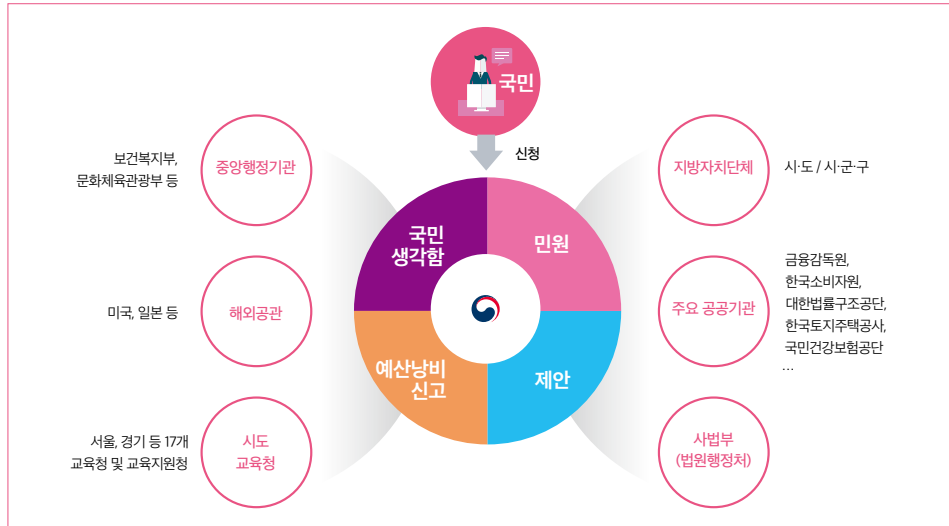 국민
신청
보건복지부,
문화체육관광부 등
중앙행정기관
지방자치단체
시·도 / 시·군·구
국민
생각함
민원
미국, 일본 등
해외공관
주요 공공기관
금융감독원,
한국소비자원,
대한법률구조공단,
한국토지주택공사,
국민건강보험공단
…
예산낭비
신고
제안
서울, 경기 등 17개
교육청 및 교육지원청
시도
교육청
사법부
(법원행정처)